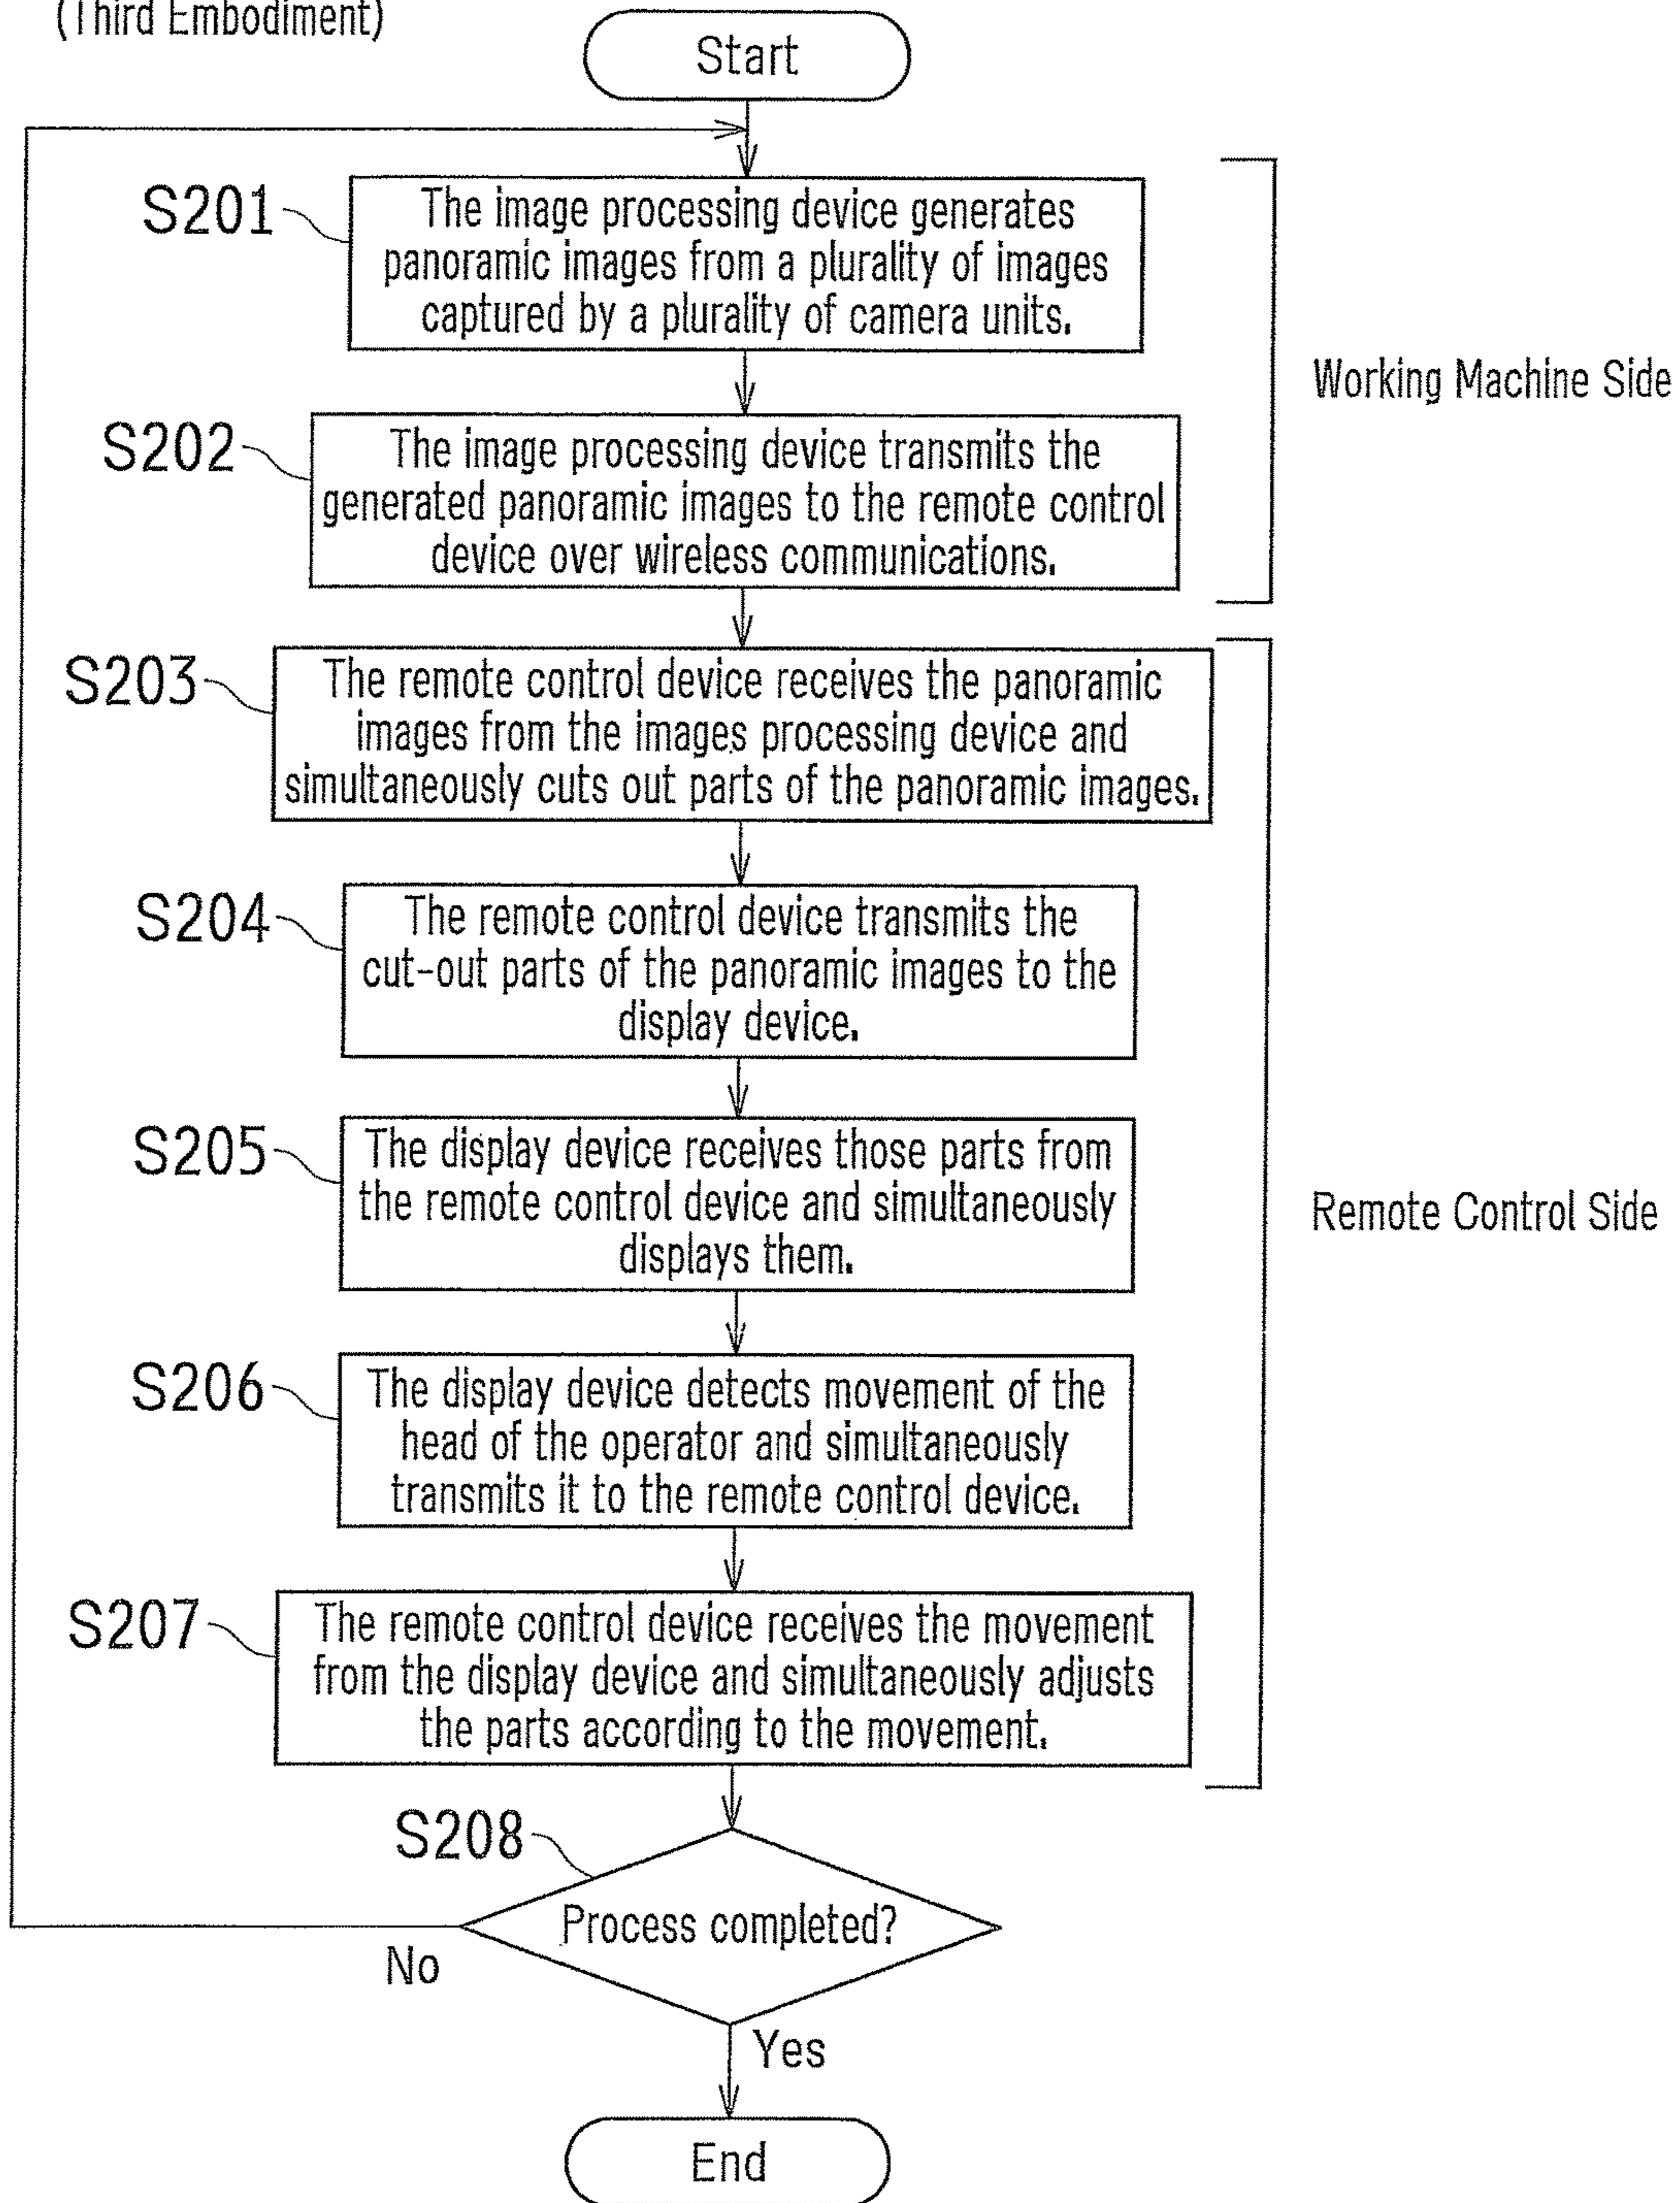 (Third Embodiment)
Start
S201
The image processing device generates
panoramic images from a plurality of images
captured by a plurality of camera units.
Working Machine Side
S202
The image processing device transmits the
generated panoramic images to the remote control
device over wireless communications.
S203
The remote control device receives the panoramic
images from the images processing device and
simultaneously cuts out parts of the panoramic images.
S204
The remote control device transmits the
cut-out parts of the panoramic images to the
display device.
S205
The display device receives those parts from
the remote control device and simultaneously
displays them.
Remote Control Side
S206
The display device detects movement of the
head of the operator and simultaneously
transmits it to the remote control device.
S207
The remote control device receives the movement
from the display device and simultaneously adjusts
the parts according to the movement.
S208
Process completed?
No
Yes
End